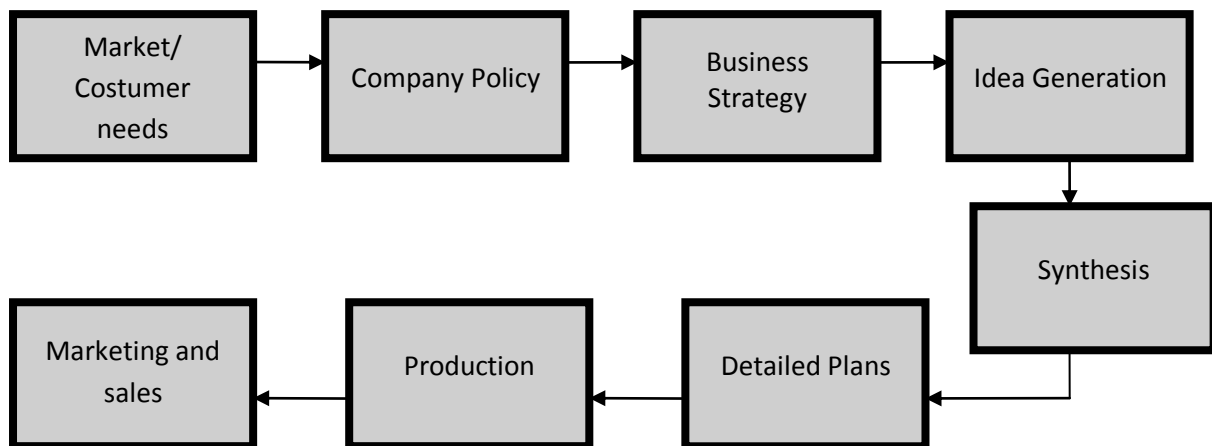 Market/
Costumer
needs
Company Policy
Business
Strategy
Idea Generation
Synthesis
Detailed Plans
Production
Marketing and
sales